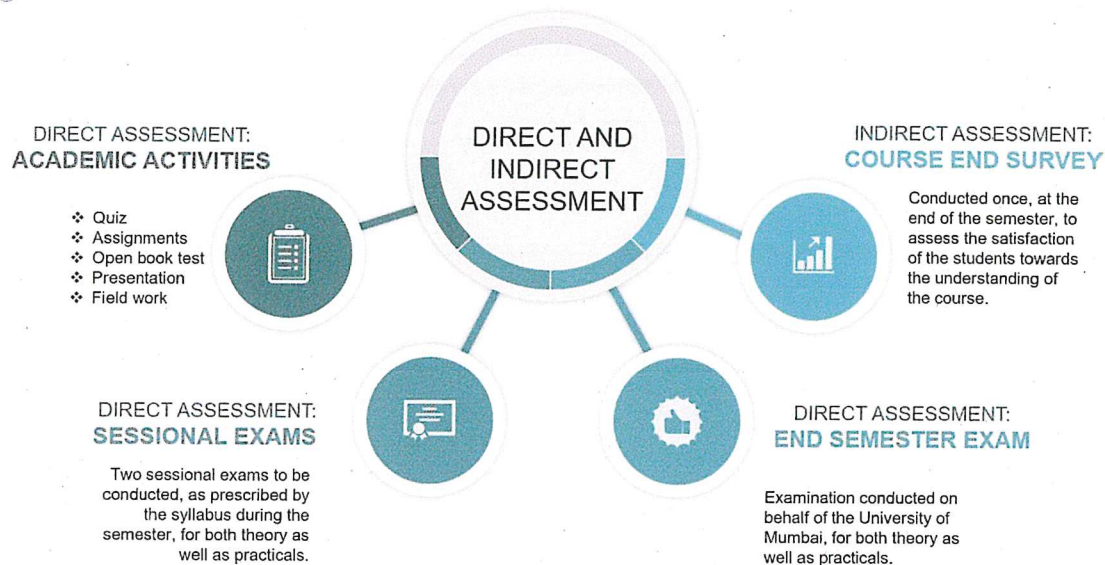 DIRECT AND
INDIRECT
ASSESSMENT
DIRECT ASSESSMENT:
ACADEMIC ACTIVITIES
❖ Quiz
❖ Assignments
❖ Open book test
❖ Presentation
❖ Field work
DIRECT ASSESSMENT:
SESSIONAL EXAMS
Two sessional exams to be
conducted, as prescribed by
the syllabus during the
semester, for both theory as
well as practicals.
DIRECT ASSESSMENT:
END SEMESTER EXAM
Examination conducted on
behalf of the University of
Mumbai, for both theory as
well as practicals.
INDIRECT ASSESSMENT:
COURSE END SURVEY
Conducted once, at the
end of the semester, to
assess the satisfaction
of the students towards
the understanding of
the course.